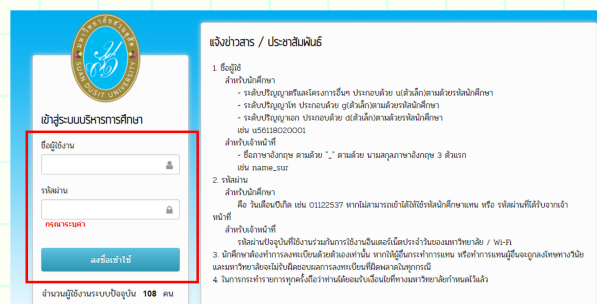 มหาวิทยาลัยสวนดุสิต
SUAN DUSIT UNIVERSITY
เข้าสู่ระบบบริหารการศึกษา
ชื่อผู้ใช้งาน
รหัสผ่าน
กรุณาระบุค่า
ลงชื่อเข้าใช้
จำนวนผู้ใช้งานระบบปัจจุบัน 108 คน
แจ้งข่าวสาร / ประชาสัมพันธ์
1. ชื่อผู้ใช้
สำหรับนักศึกษา
- ระดับปริญญาตรีและโครงการอื่นๆ ประกอบด้วย u(ตัวเล็ก)ตามด้วยรหัสนักศึกษา
- ระดับปริญญาโท ประกอบด้วย g(ตัวเล็ก)ตามด้วยรหัสนักศึกษา
- ระดับปริญญาเอก ประกอบด้วย d(ตัวเล็ก)ตามด้วยรหัสนักศึกษา
เช่น u56118020001
สำหรับเจ้าหน้าที่
- ชื่อภาษาอังกฤษ ตามด้วย "_" ตามด้วย นามสกุลภาษาอังกฤษ 3 ตัวแรก
เช่น name_sur
2. รหัสผ่าน
สำหรับนักศึกษา
คือ วันเดือนปีเกิด เช่น 01122537 หากไม่สามารถเข้าได้ให้ใช้รหัสนักศึกษาแทน หรือ รหัสผ่านที่ได้รับจากเจ้า
หน้าที่
สำหรับเจ้าหน้าที่
รหัสผ่านปัจจุบันที่ใช้งานร่วมกับการใช้งานอินเตอร์เน็ตประจำวันของมหาวิทยาลัย / Wi-Fi
3. นักศึกษาต้องทำการลงทะเบียนด้วยตัวเองเท่านั้น หากให้ผู้อื่นกระทำการแทน หรือกระทำการแทนผู้อื่นจะถูกลงโทษทางวินัย
และมหาวิทยาลัยจะไม่รับผิดชอบผลการลงทะเบียนที่ผิดพลาดในทุกกรณี
4. ในการกระทำรายการทุกครั้งถือว่าท่านได้ยอมรับเงื่อนไขที่ทางมหาวิทยาลัยกำหนดไว้แล้ว